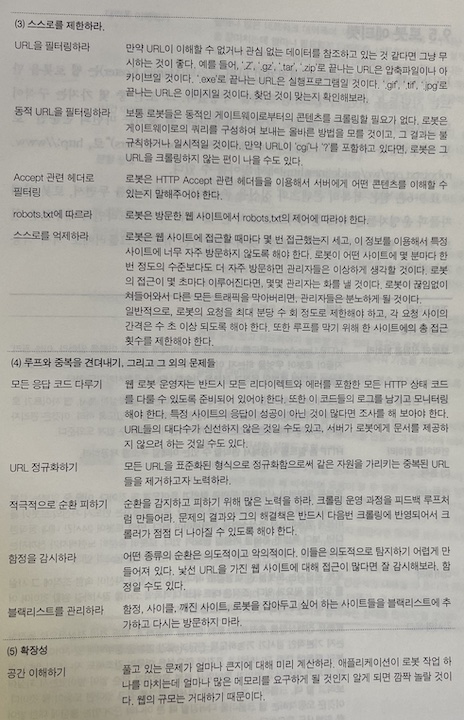 (3) 스스로를 제한하라.
URL을 필터링하라
만약 URL이 이해할 수 없거나 관심 없는 데이터를 참조하고 있는 것 같다면 그냥 무
시하는 것이 좋다. 예를 들어, '.Z', '.gz', '.tar', '.zip'로 끝나는 URL은 압축파일이나 아
카이브일 것이다. '.exe'로 끝나는 URL은 실행프로그램일 것이다. '.gif', '.tif', '.jpg'로
끝나는 URL은 이미지일 것이다. 찾던 것이 맞는지 확인해보라.
동적 URL을 필터링하라
보통 로봇들은 동적인 게이트웨이로부터의 콘텐츠를 크롤링할 필요가 없다. 로봇은
게이트웨이로의 쿼리를 구성하여 보내는 올바른 방법을 모를 것이고, 그 결과는 불
규칙하거나 일시적일 것이다. 만약 URL이 'cgi'나 '?'를 포함하고 있다면, 로봇은 그
URL을 크롤링하지 않는 편이 나을 수도 있다.
Accept 관련 헤더로
필터링
로봇은 HTTP Accept 관련 헤더들을 이용해서 서버에게 어떤 콘텐츠를 이해할 수
있는지 말해주어야 한다.
robots.txt에 따르라
로봇은 방문한 웹 사이트에서 robots.txt의 제어에 따라야 한다.
스스로를 억제하라
로봇은 웹 사이트에 접근할 때마다 몇 번 접근했는지 세고, 이 정보를 이용해서 특정
사이트에 너무 자주 방문하지 않도록 해야 한다. 로봇이 어떤 사이트에 몇 분마다 한
번 정도의 수준보다도 더 자주 방문하면 관리자들은 이상하게 생각할 것이다. 로봇
의 접근이 몇 초마다 이루어진다면, 몇몇 관리자는 화를 낼 것이다. 로봇이 끊임없이
쳐들어와서 다른 모든 트래픽을 막아버리면, 관리자들은 분노하게 될 것이다.
일반적으로, 로봇의 요청을 최대 분당 수 회 정도로 제한해야 하고, 각 요청 사이의
간격은 수 초 이상 되도록 해야 한다. 또한 루프를 막기 위해 한 사이트에의 총 접근
횟수를 제한해야 한다.
(4) 루프와 중복을 견뎌내기, 그리고 그 외의 문제들
모든 응답 코드 다루기
웹 로봇 운영자는 반드시 모든 리다이렉트와 에러를 포함한 모든 HTTP 상태 코드
를 다룰 수 있도록 준비되어 있어야 한다. 또한 이 코드들의 로그를 남기고 모니터링
해야 한다. 특정 사이트의 응답이 성공이 아닌 것이 많다면 조사를 해 보아야 한다.
URL들의 대다수가 신선하지 않은 것일 수도 있고, 서버가 로봇에게 문서를 제공하
지 않으려 하는 것일 수도 있다.
URL 정규화하기
모든 URL을 표준화된 형식으로 정규화함으로써 같은 자원을 가리키는 중복된 URL
들을 제거하고자 노력하라.
적극적으로 순환 피하기
순환을 감지하고 피하기 위해 많은 노력을 하라. 크롤링 운영 과정을 피드백 루프처
럼 만들어라. 문제의 결과와 그의 해결책은 반드시 다음번 크롤링에 반영되어서 크
롤러가 점점 더 나아질 수 있도록 해야 한다.
함정을 감시하라
어떤 종류의 순환은 의도적이고 악의적이다. 이들은 의도적으로 탐지하기 어렵게 만
들어져 있다. 낯선 URL을 가진 웹 사이트에 대해 접근이 많다면 잘 감시해보라. 함
정일 수도 있다.
블랙리스트를 관리하라
함정, 사이클, 깨진 사이트, 로봇을 잡아두고 싶어 하는 사이트들을 블랙리스트에 추
가하고 다시는 방문하지 마라.
(5) 확장성
공간 이해하기
풀고 있는 문제가 얼마나 큰지에 대해 미리 계산하라. 애플리케이션이 로봇 작업 하
나를 마치는데 얼마나 많은 메모리를 요구하게 될 것인지 알게 되면 깜짝 놀랄 것이
다. 웹의 규모는 거대하기 때문이다.